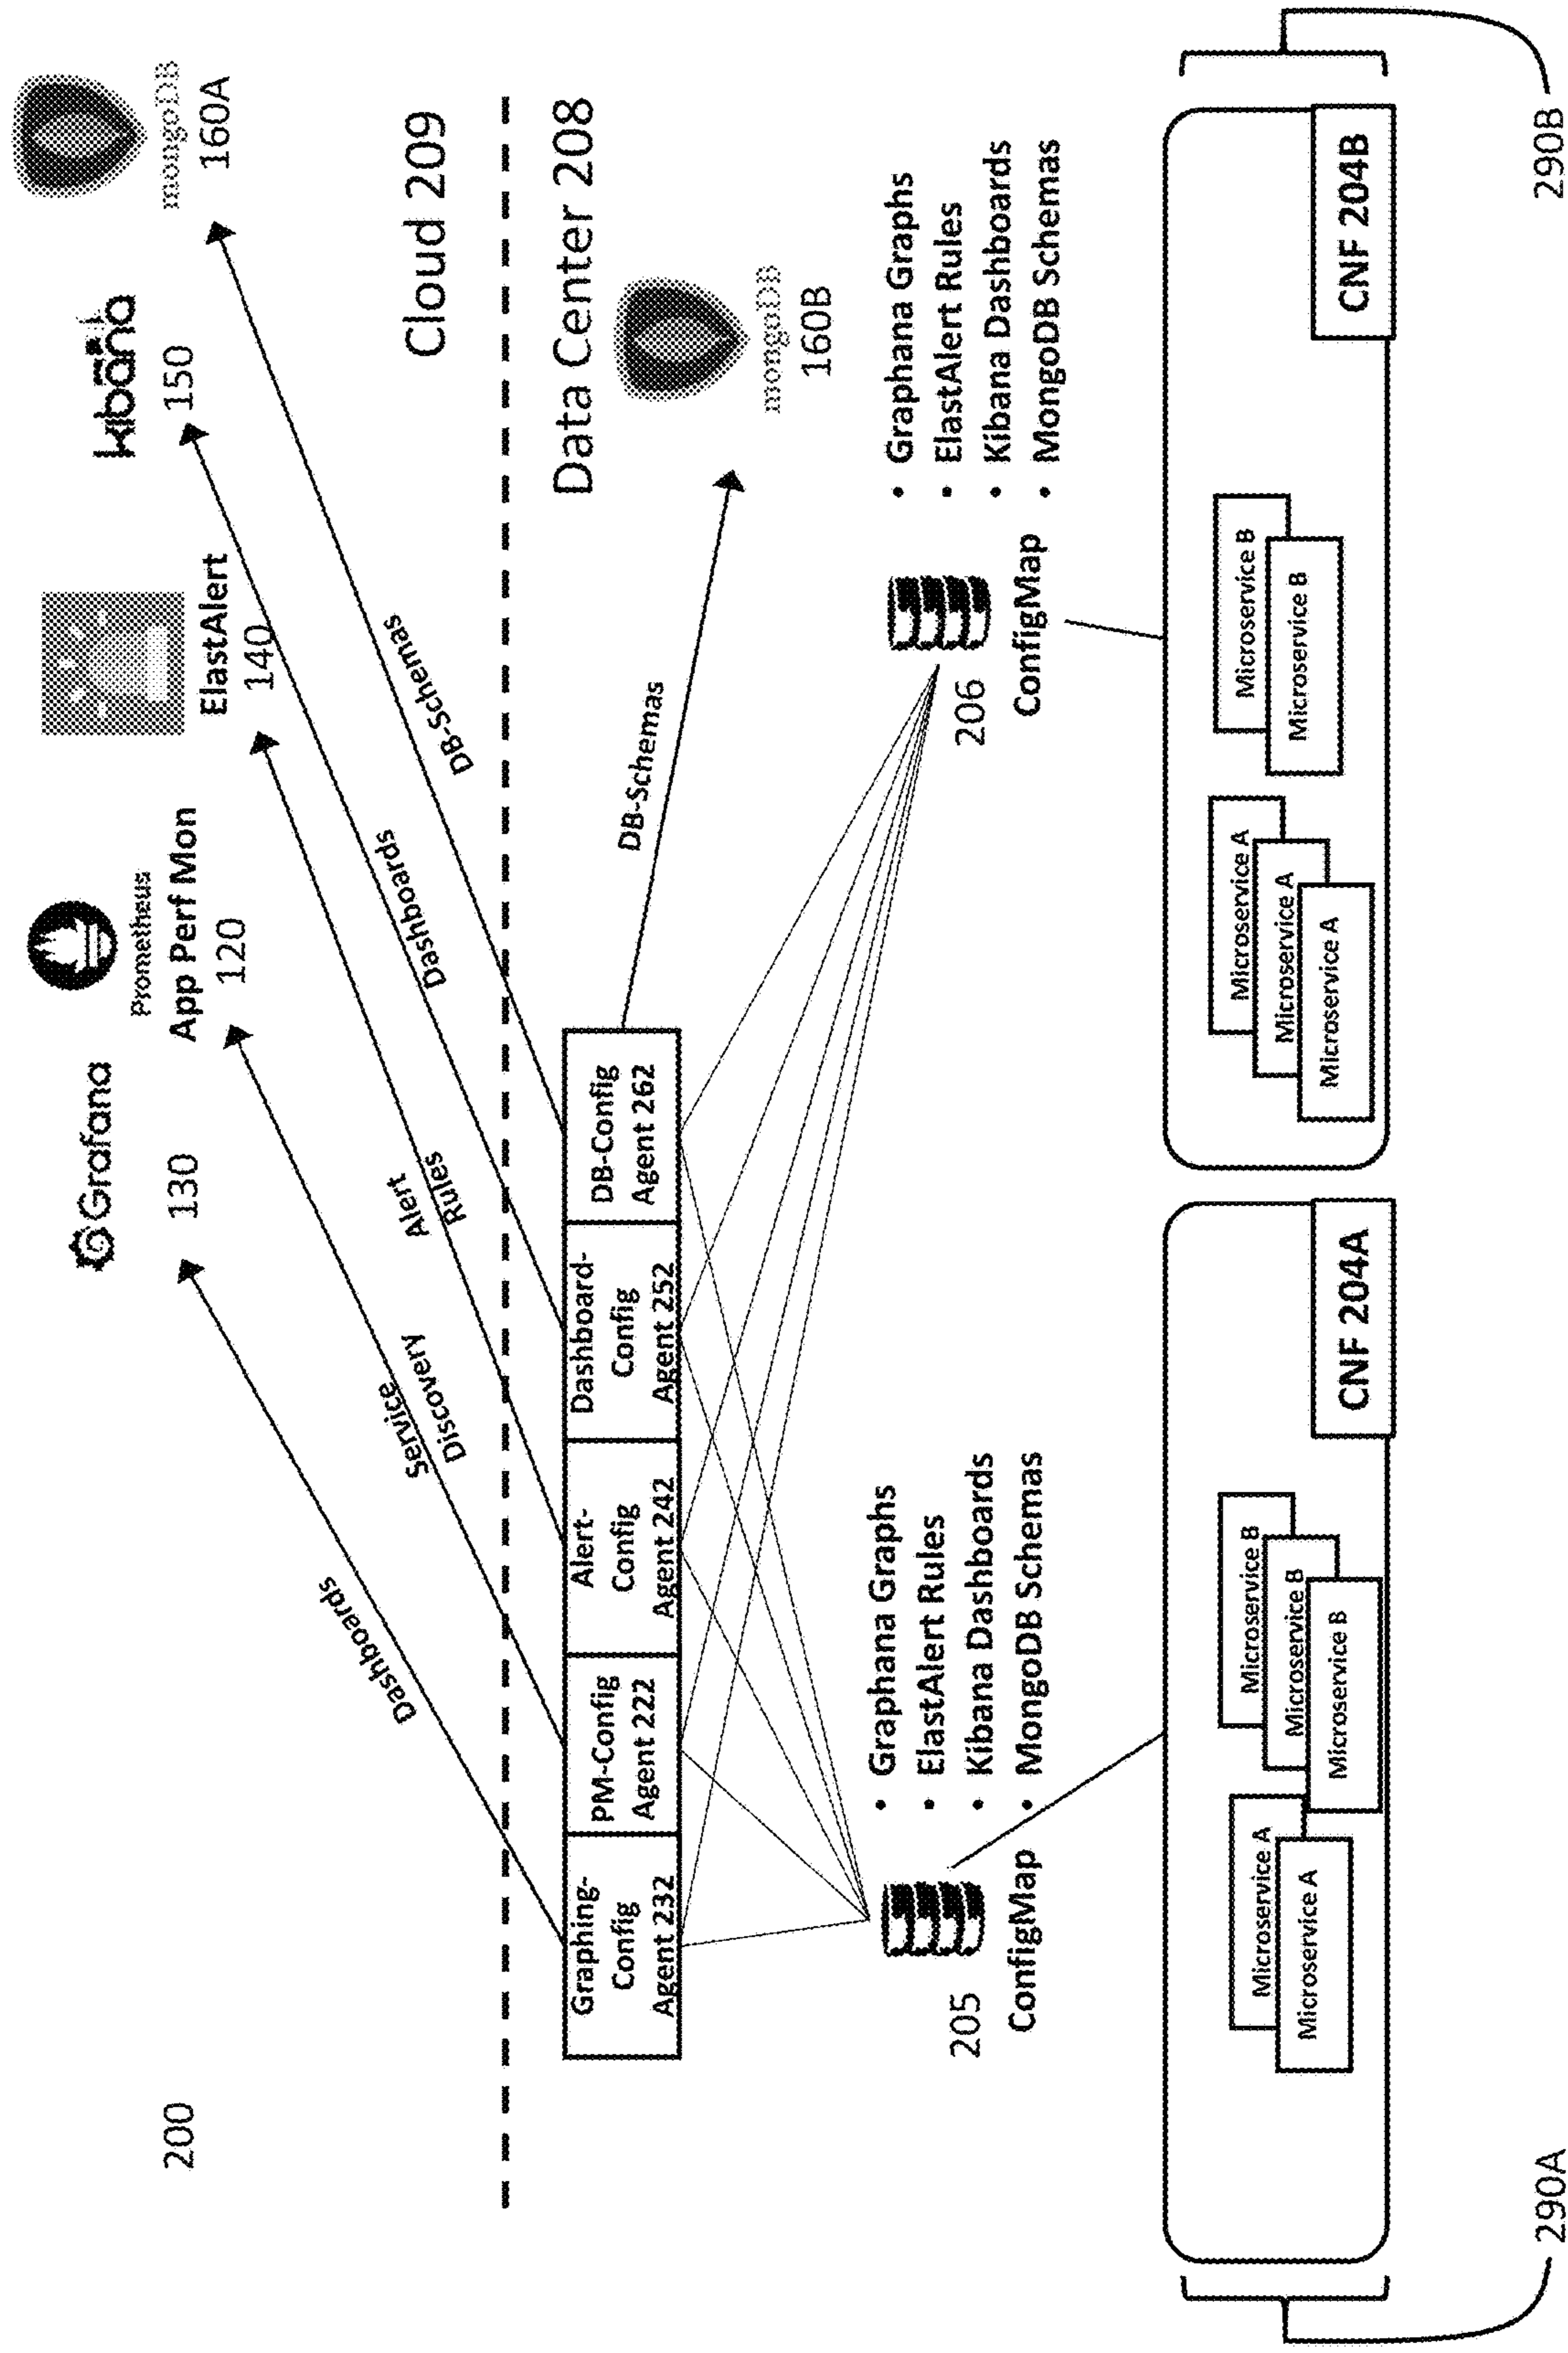 200
Grafana
130
Prometheus
App Perf Mon
120
ElastAlert
140
kibana
150
mongoDB
160A
Dashboards
Service
Discovery
Alert
Rules
Dashboards
DB-Schemas
Cloud 209
Data Center 208
Graphing-
Config
Agent 232
PM-Config
Agent 222
Alert-
Config
Agent 242
Dashboard-
Config
Agent 252
DB-Config
Agent 262
DB-Schemas
mongoDB
160B
205
ConfigMap
• Graphana Graphs
• ElastAlert Rules
• Kibana Dashboards
• MongoDB Schemas
206
ConfigMap
• Graphana Graphs
• ElastAlert Rules
• Kibana Dashboards
• MongoDB Schemas
Microservice A
Microservice A
Microservice B
Microservice B
Microservice B
CNF 204A
Microservice A
Microservice A
Microservice A
Microservice B
Microservice B
CNF 204B
290A
290B